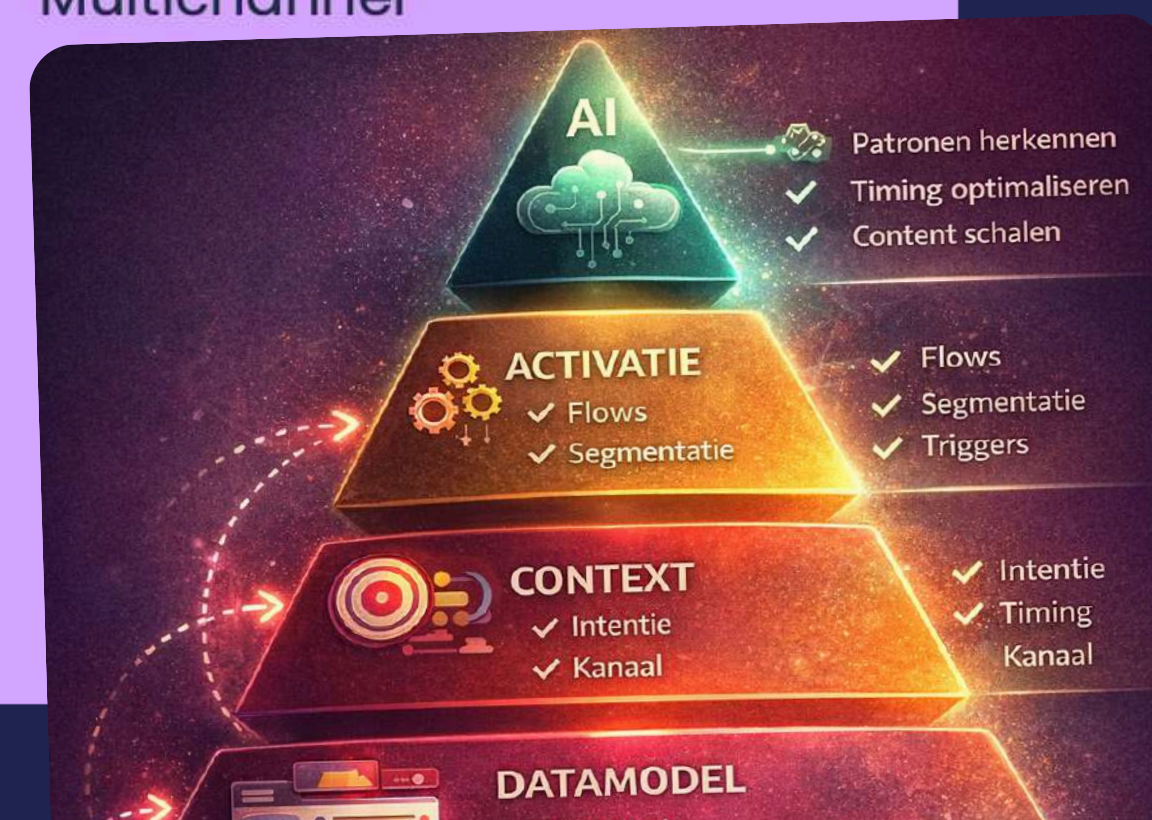 Multichannel
AI
Patronen herkennen
Timing optimaliseren
Content schalen
ACTIVATIE
Flows
Segmentatie
Flows
Segmentatie
Triggers
CONTEXT
Intentie
Kanaal
Intentie
Timing
Kanaal
DATAMODEL